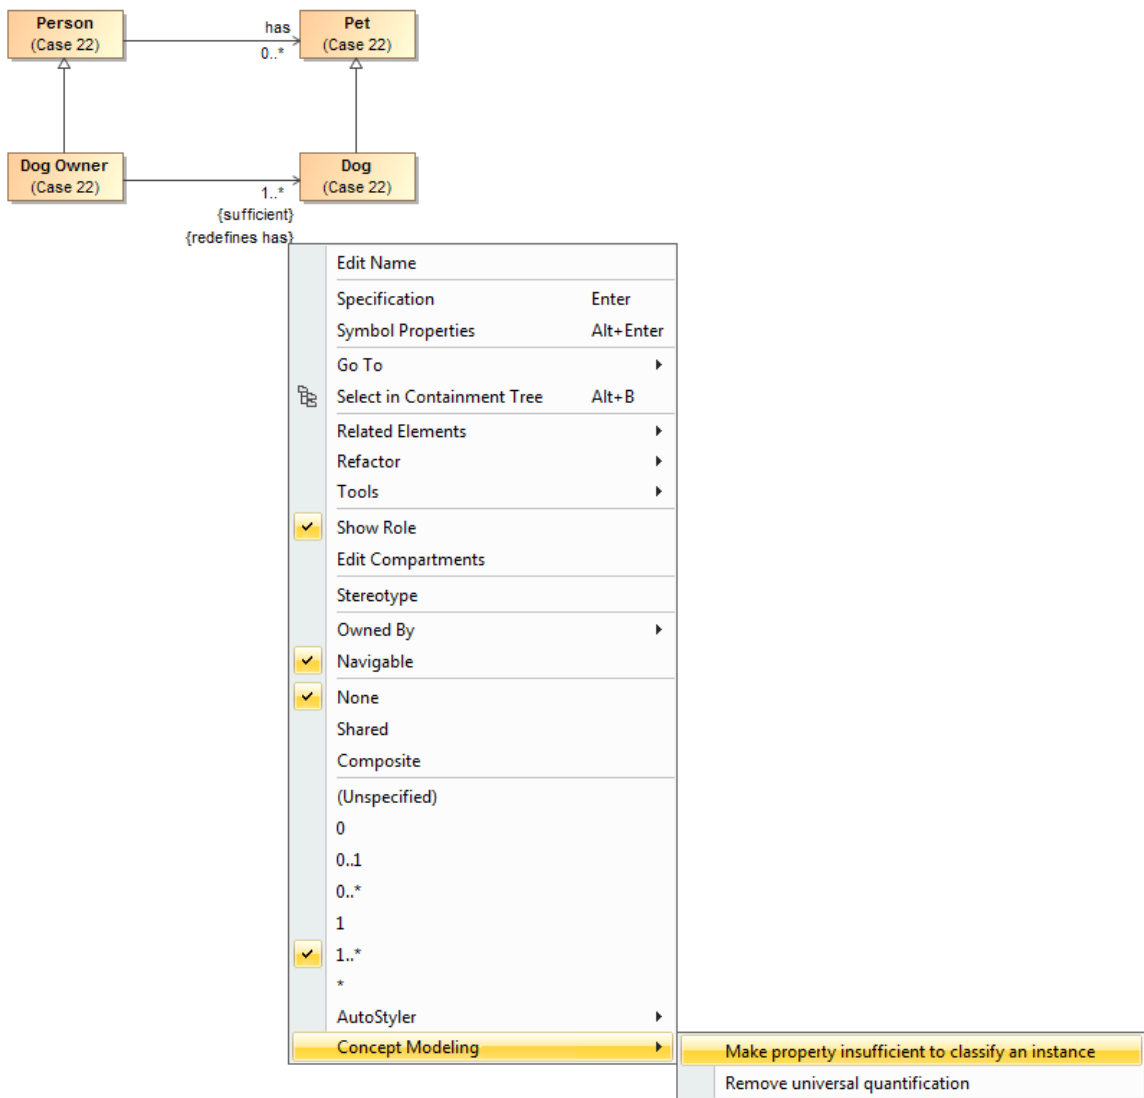 Person
(Case 22)
has
0..*
Pet
(Case 22)
Dog Owner
(Case 22)
1..*
{sufficient}
{redefines has}
Dog
(Case 22)
Edit Name
Specification Enter
Symbol Properties Alt+Enter
Go To
Select in Containment Tree Alt+B
Related Elements
Refactor
Tools
Show Role
Edit Compartments
Stereotype
Owned By
Navigable
None
Shared
Composite
(Unspecified)
0
0..1
0..*
1
1..*
*
AutoStyler
Concept Modeling
Make property insufficient to classify an instance
Remove universal quantification